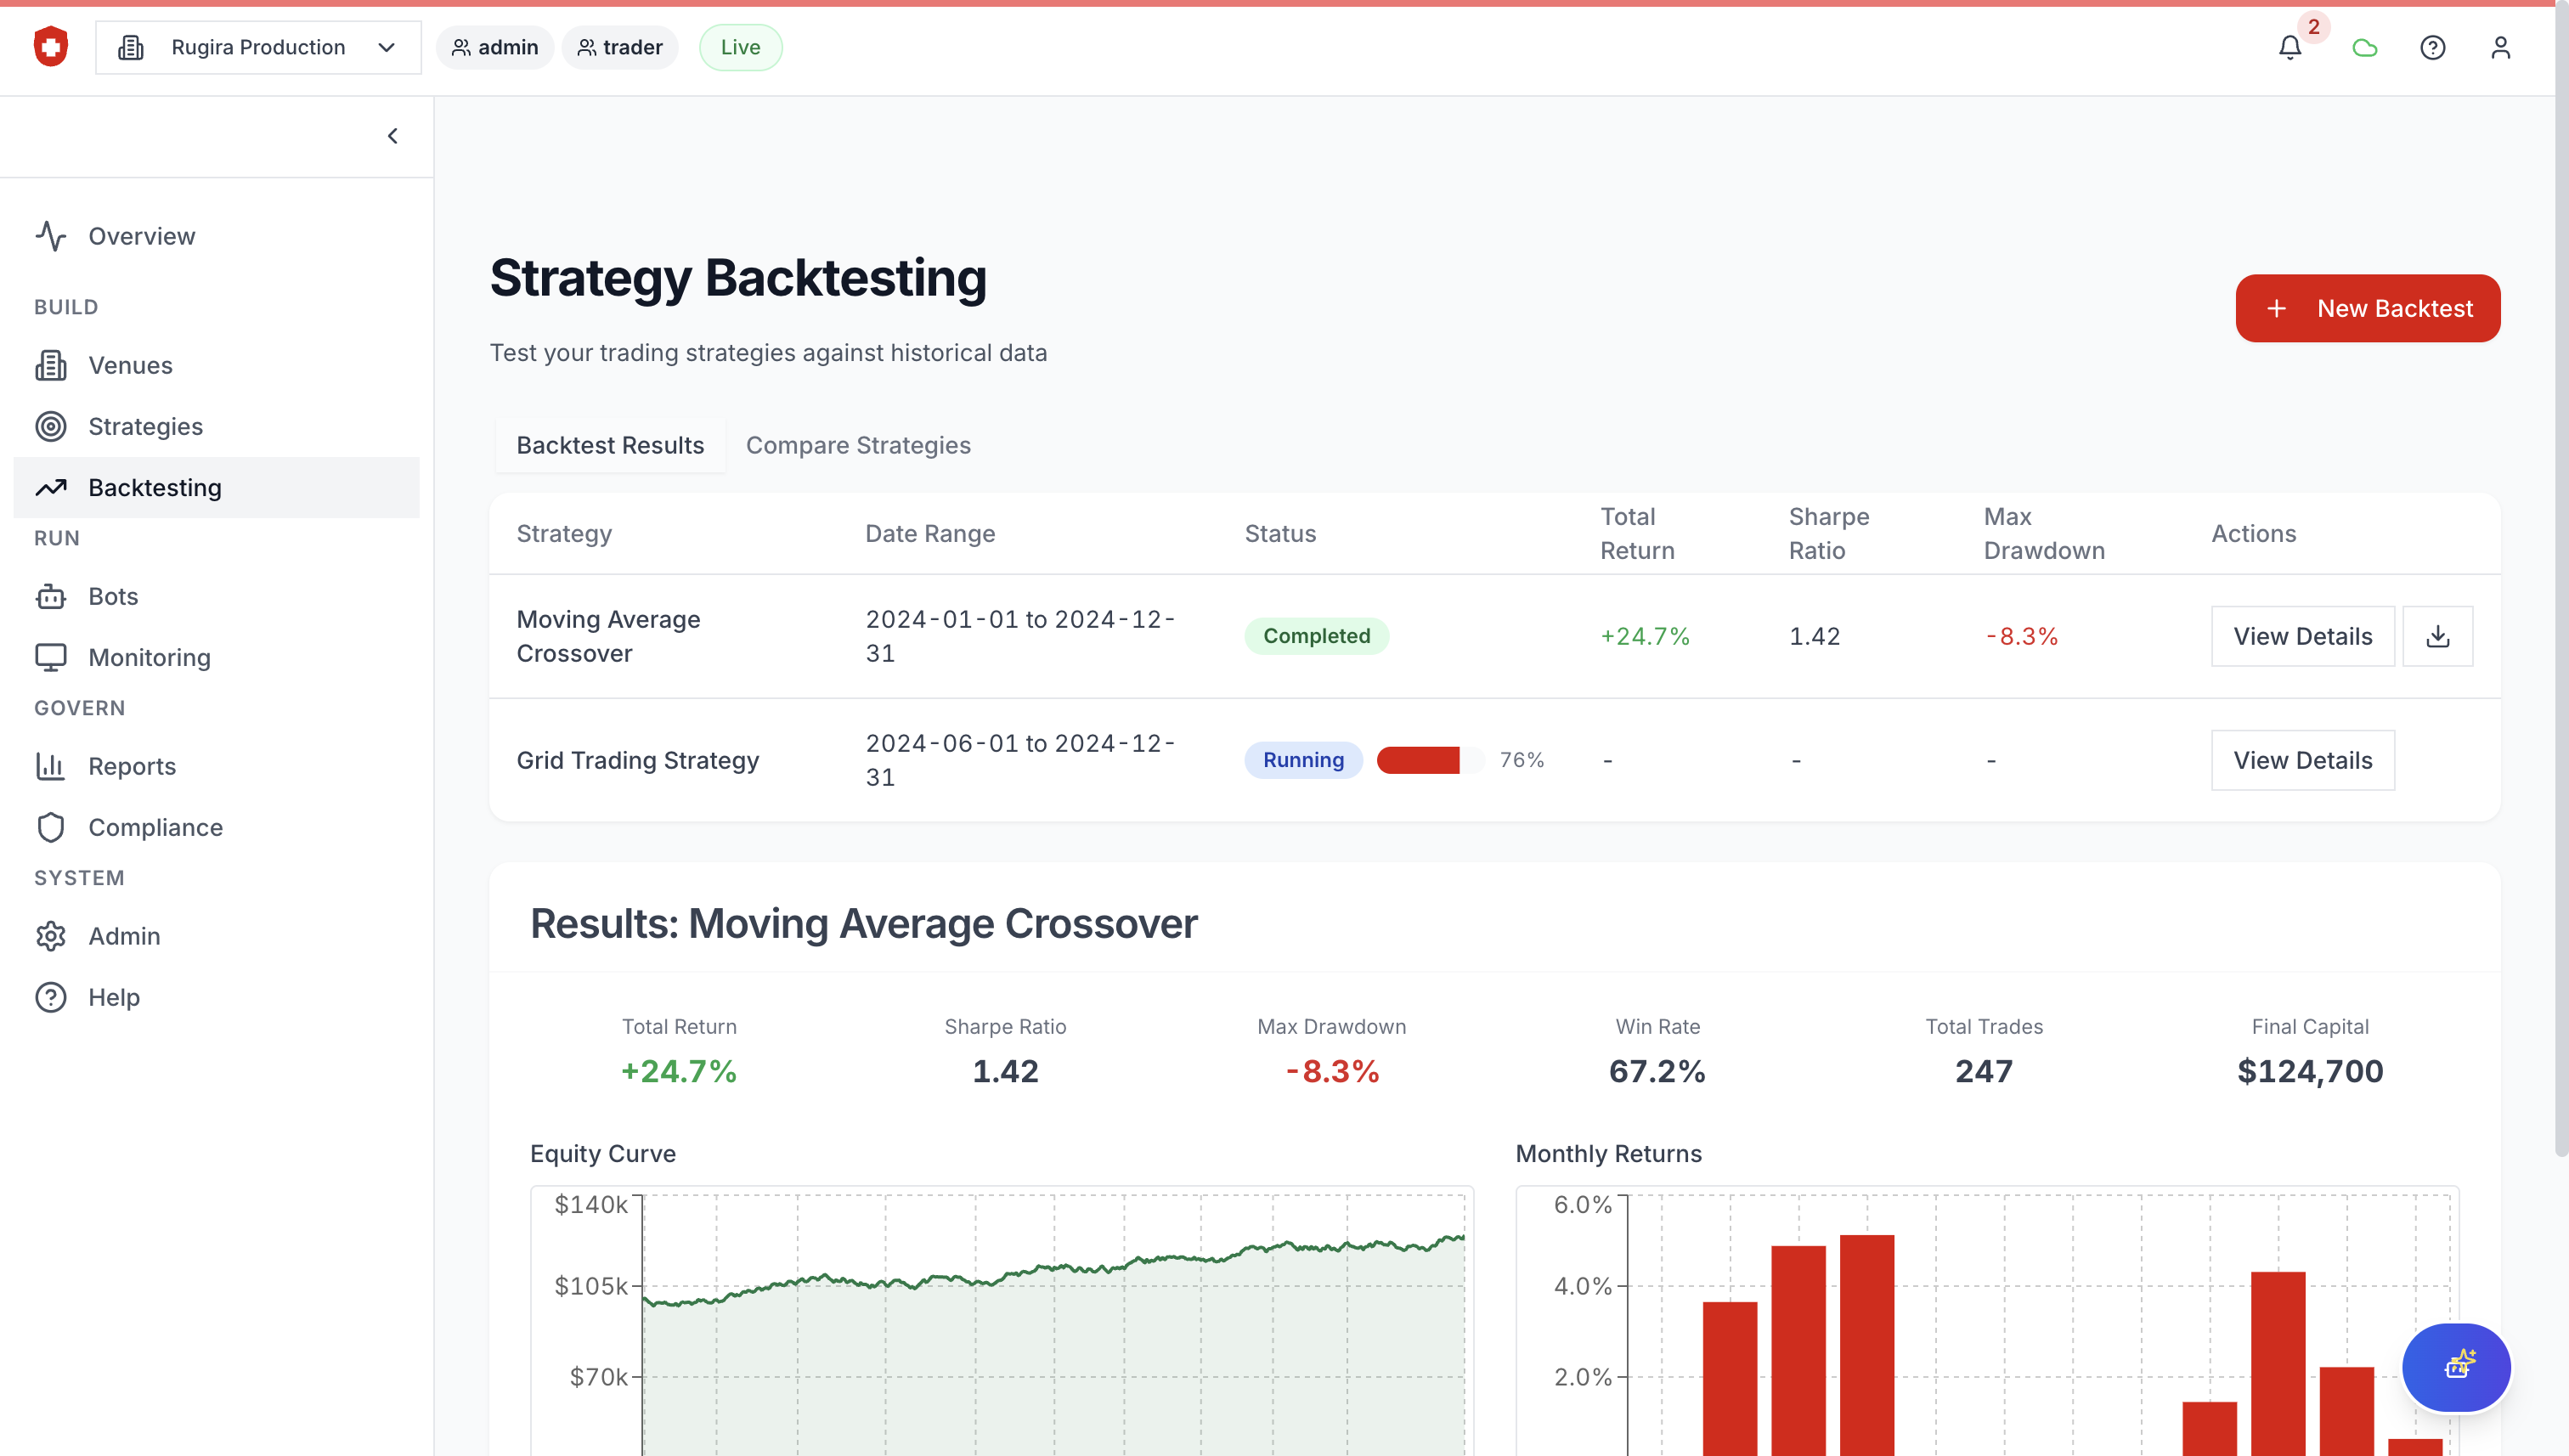 Rugira Production
admin
trader
Live
2
Overview
BUILD
Venues
Strategies
Backtesting
RUN
Bots
Monitoring
GOVERN
Reports
Compliance
SYSTEM
Admin
Help
Strategy Backtesting
Test your trading strategies against historical data
New Backtest
Backtest Results
Compare Strategies
Strategy
Date Range
Status
Total
Return
Sharpe
Ratio
Max
Drawdown
Actions
Moving Average
Crossover
2024-01-01 to 2024-12-
31
Completed
+24.7%
1.42
-8.3%
View Details
Grid Trading Strategy
2024-06-01 to 2024-12-
31
Running
76%
-
-
-
View Details
Results: Moving Average Crossover
Total Return
+24.7%
Sharpe Ratio
1.42
Max Drawdown
-8.3%
Win Rate
67.2%
Total Trades
247
Final Capital
$124,700
Equity Curve
$140k
$105k
$70k
Monthly Returns
6.0%
4.0%
2.0%